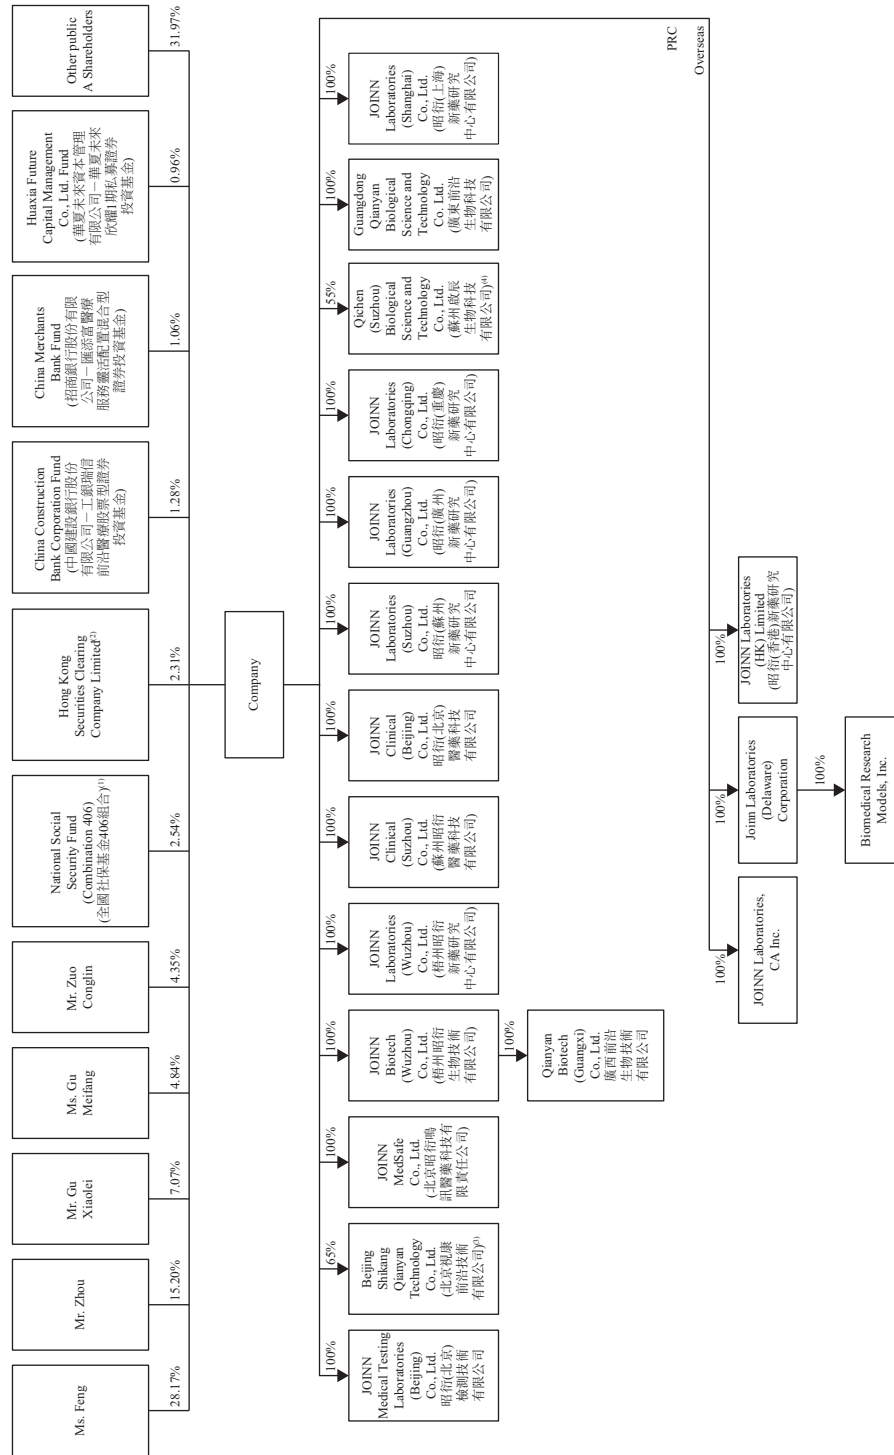 Ms. Feng
28.17%
Mr. Zhou
15.20%
Mr. Gu
Xiaolei
7.07%
Ms. Gu
Meifang
4.84%
Mr. Zuo
Conglin
4.35%
National Social
Security Fund
(Combination 406)
(全國社保基金406組合)(1)
2.54%
Hong Kong
Securities Clearing
Company Limited(2)
2.31%
China Construction
Bank Corporation Fund
(中國建設銀行股份
有限公司－工銀瑞信
前沿醫療股票型證券
投資基金)
1.28%
China Merchants
Bank Fund
(招商銀行股份有限
公司－匯添富醫療
服務靈活配置混合型
證券投資基金)
1.06%
Huaxia Future
Capital Management
Co., Ltd. Fund
(華夏未來資本管理
有限公司－華夏未來
欣耀1期私募證券
投資基金)
0.96%
Other public
A Shareholders
31.97%
Company
100%
JOINN
Medical Testing
Laboratories
(Beijing)
Co., Ltd.
昭衍(北京)
檢測技術
有限公司
65%
Beijing
Shikang
Qianyan
Technology
Co., Ltd.
(北京視康
前沿技術
有限公司)(3)
100%
JOINN
MedSafe
Co., Ltd.
(北京昭衍鳴
訊醫藥科技有
限責任公司)
100%
JOINN
Biotech
(Wuzhou)
Co., Ltd.
(梧州昭衍
生物技術
有限公司)
100%
JOINN
Laboratories
(Wuzhou)
Co., Ltd.
(梧州昭衍
新藥研究
中心有限公司)
100%
JOINN
Clinical
(Suzhou)
Co., Ltd.
(蘇州昭衍
醫藥科技
有限公司)
100%
JOINN
Clinical
(Beijing)
Co., Ltd.
昭衍(北京)
醫藥科技
有限公司
100%
JOINN
Laboratories
(Suzhou)
Co., Ltd.
昭衍(蘇州)
新藥研究
中心有限公司
100%
JOINN
Laboratories
(Guangzhou)
Co., Ltd.
(昭衍(廣州)
新藥研究
中心有限公司)
100%
JOINN
Laboratories
(Chongqing)
Co., Ltd.
(昭衍(重慶)
新藥研究
中心有限公司)
55%
Qichen
(Suzhou)
Biological
Science and
Technology
Co., Ltd.
(蘇州啟辰
生物科技
有限公司)(4)
100%
Guangdong
Qianyan
Biological
Science and
Technology
Co. Ltd.
(廣東前沿
生物科技
有限公司)
100%
JOINN
Laboratories
(Shanghai)
Co., Ltd.
(昭衍(上海)
新藥研究
中心有限公司)
100%
Qianyan
Biotech
(Guangxi)
Co., Ltd.
廣西前沿
生物技術
有限公司
PRC
Overseas
100%
JOINN Laboratories,
CA Inc.
100%
Joinn Laboratories
(Delaware)
Corporation
100%
JOINN Laboratories
(HK) Limited
(昭衍(香港)新藥研究
中心有限公司)
100%
Biomedical Research
Models, Inc.